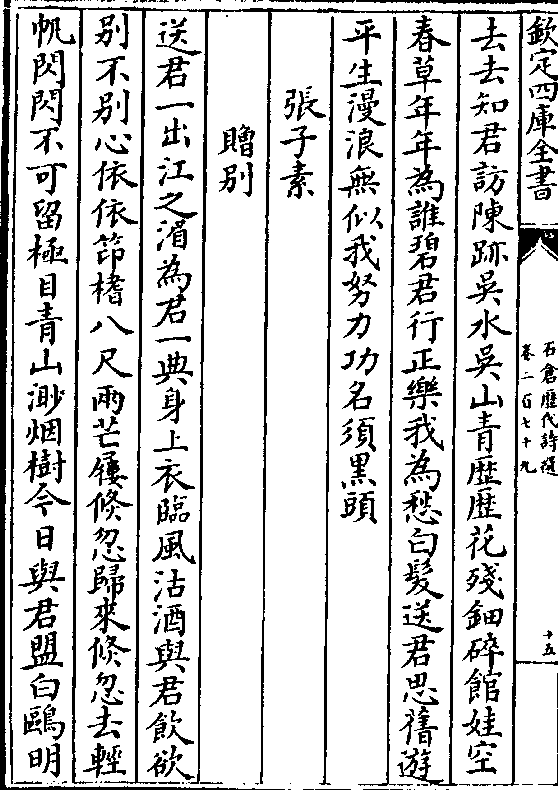 欽定四庫全書
石倉歷代詩選
卷二百七十九
十五
去去知君訪陳跡吳水吳山青歷歷花殘鈿碎館娃空
春草年年為誰碧君行正樂我為愁白髮送君思舊遊
平生漫浪無似我努力功名須黑頭
張子素
贈別
送君一出江之湄為君一典身上衣臨風沽酒與君飲欲
別不別心依依筇橃八尺兩芒屨倐忽歸來倐忽去輕
帆閃閃不可留極目青山渺烟樹今日與君盟白鷗明